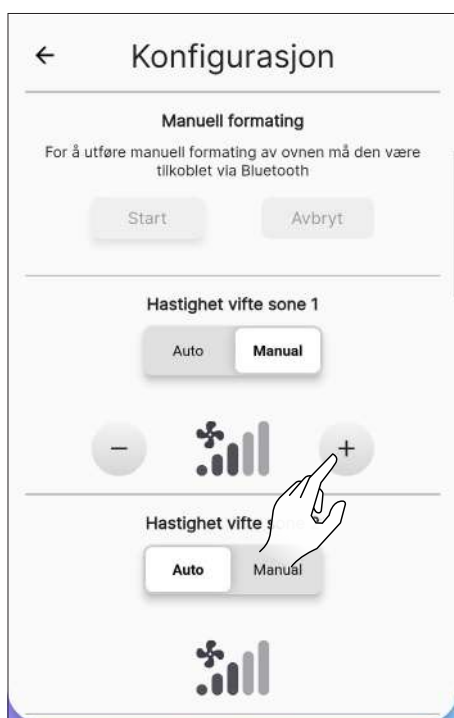 Konfigurasjon
Manuell formating
For å utføre manuell formating av ovnen må den være
tilkoblet via Bluetooth
Start Avbryt
Hastighet vifte sone 1
Auto Manual
Hastighet vifte
Auto Manual